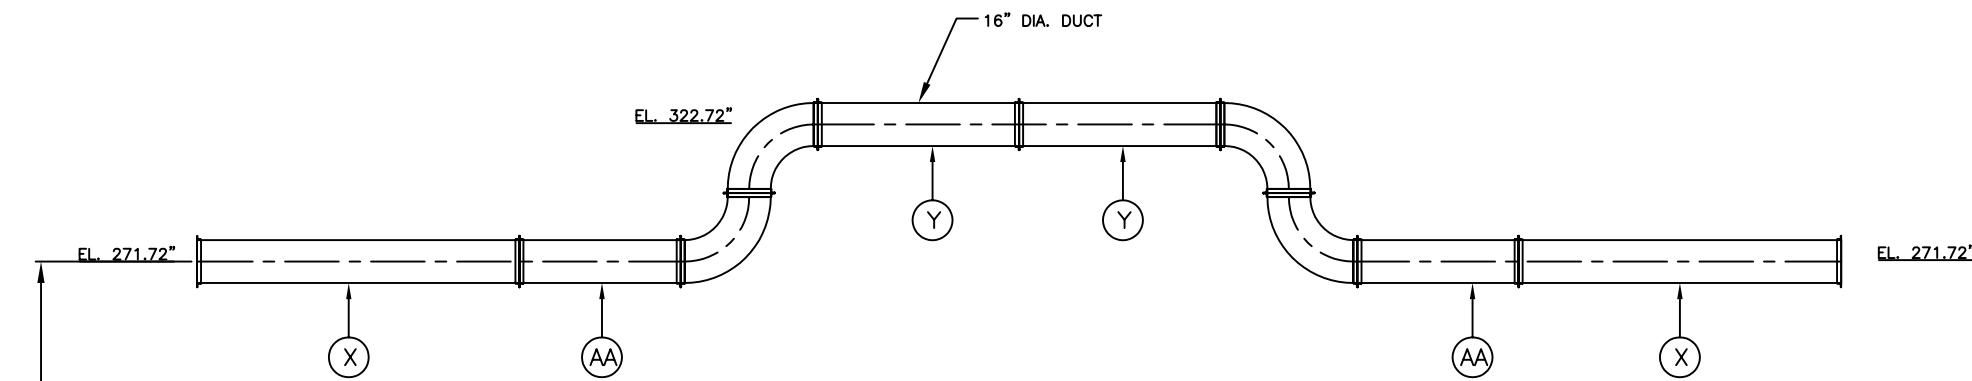 16" DIA. DUCT
EL. 322.72"
Y
Y
EL. 271.72"
EL. 271.72"
X
AA
AA
X